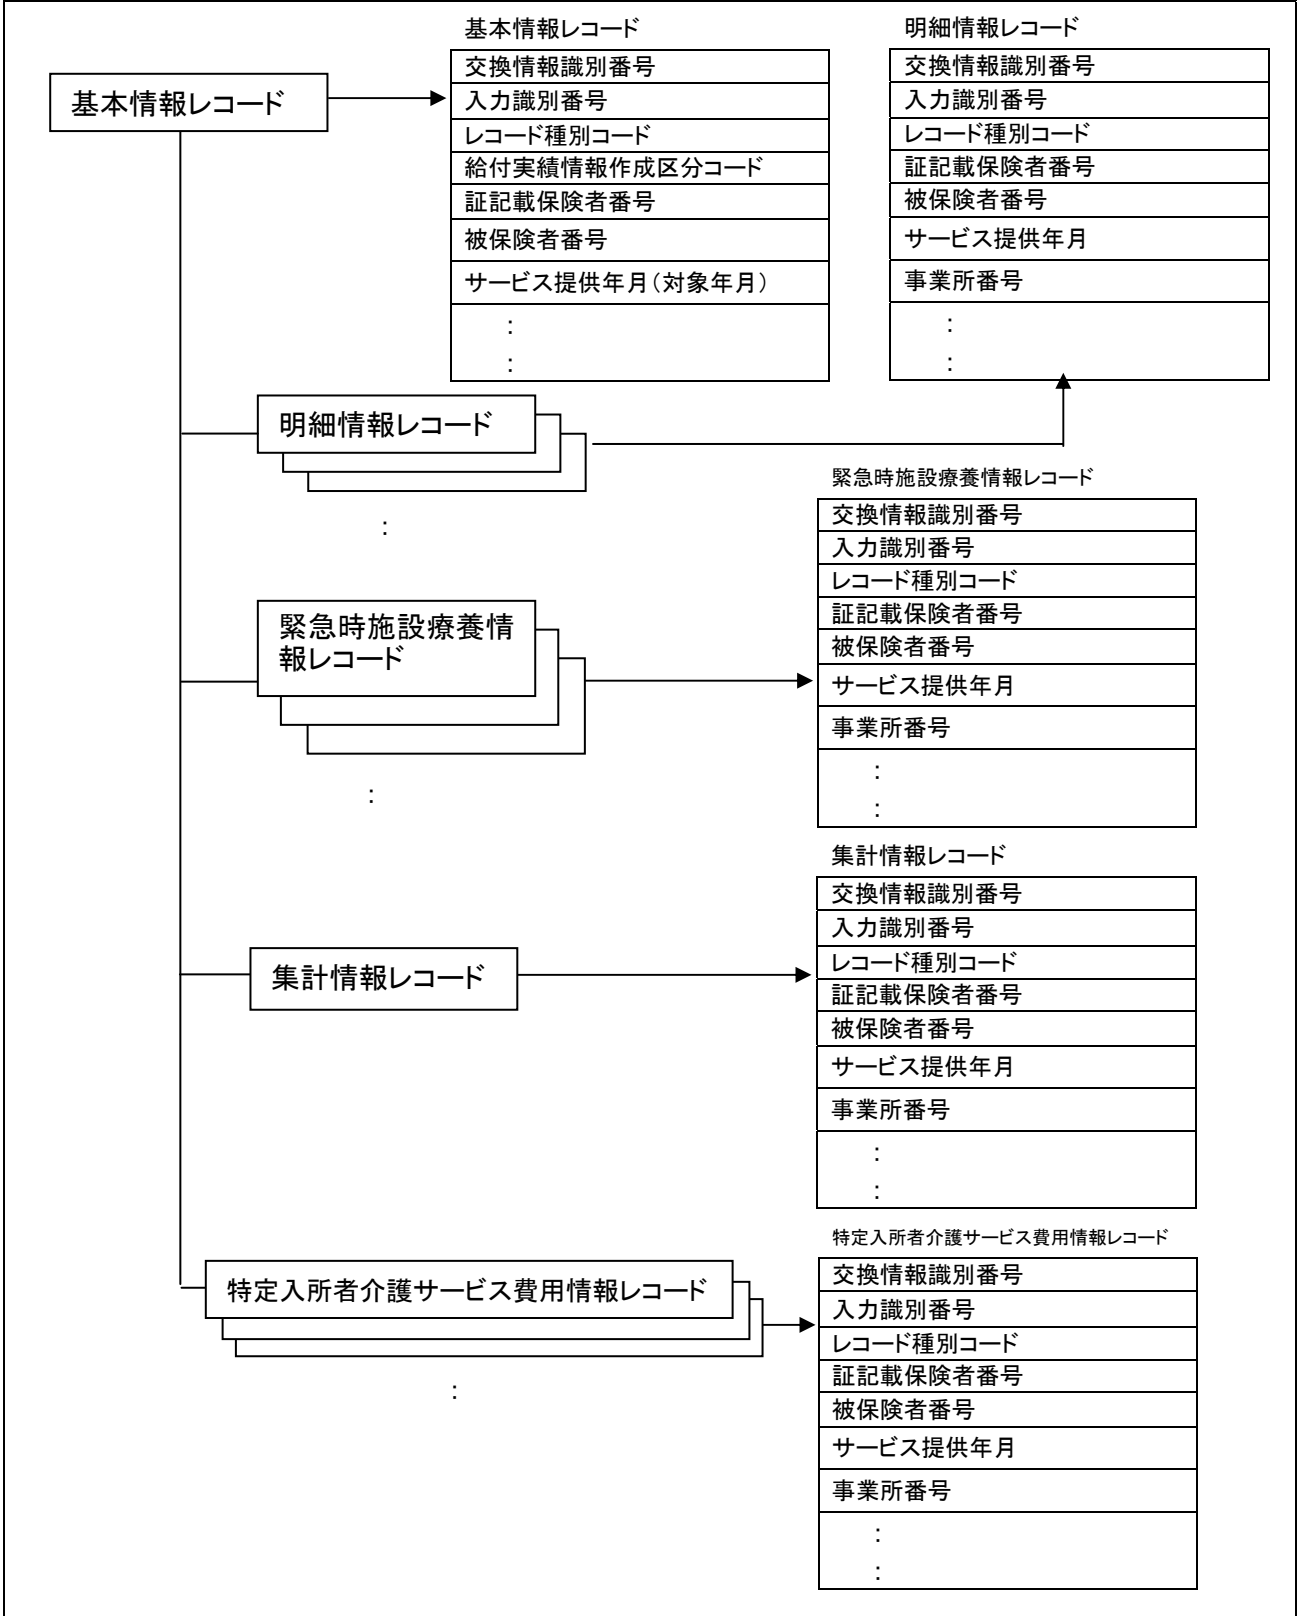 基本情報レコード
基本情報レコード
交換情報識別番号
入力識別番号
レコード種別コード
給付実績情報作成区分コード
証記載保険者番号
被保険者番号
サービス提供年月(対象年月)
:
:
明細情報レコード
交換情報識別番号
入力識別番号
レコード種別コード
証記載保険者番号
被保険者番号
サービス提供年月
事業所番号
:
:
明細情報レコード
:
緊急時施設療養情
報レコード
:
緊急時施設療養情報レコード
交換情報識別番号
入力識別番号
レコード種別コード
証記載保険者番号
被保険者番号
サービス提供年月
事業所番号
:
:
集計情報レコード
集計情報レコード
交換情報識別番号
入力識別番号
レコード種別コード
証記載保険者番号
被保険者番号
サービス提供年月
事業所番号
:
:
特定入所者介護サービス費用情報レコード
:
特定入所者介護サービス費用情報レコード
交換情報識別番号
入力識別番号
レコード種別コード
証記載保険者番号
被保険者番号
サービス提供年月
事業所番号
:
: